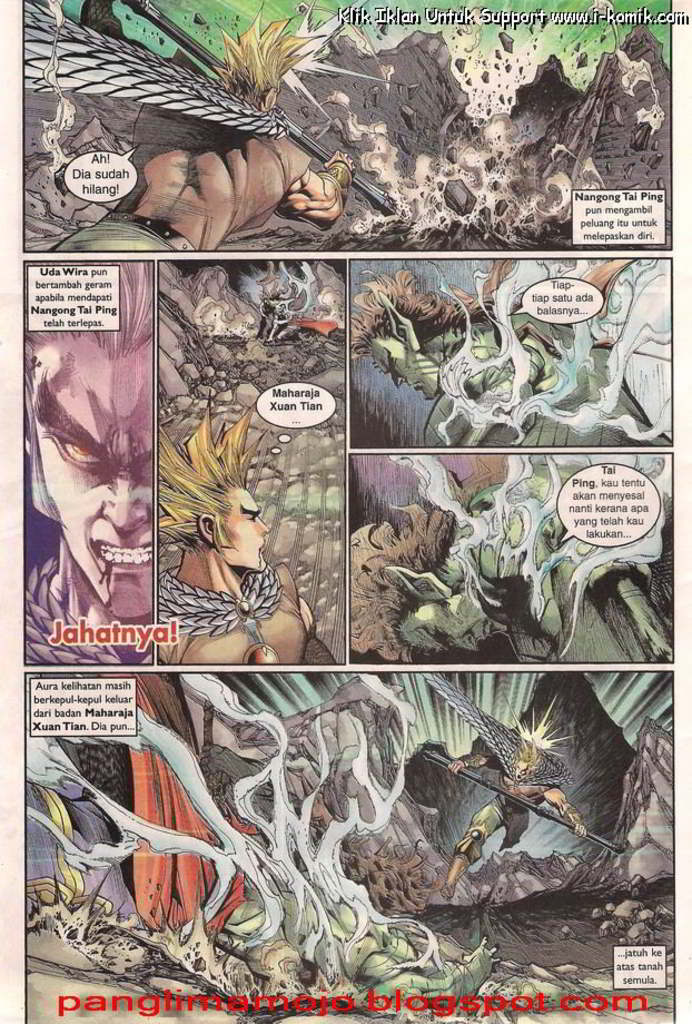 Klik Iklan Untuk Support www.i-komik.com
Ah!
Dia sudah
hilang!
Nangong Tai Ping
pun mengambil
peluang itu untuk
melepaskan diri.
Uda Wira pun
bertambah geram
apabila mendapati
Nangong Tai Ping
telah terlepas.
Jahatnya!
Maharaja
Xuan Tian
...
Tiap-
tiap satu ada
balasnya...
Tai
Ping, kau tentu
akan menyesal
nanti kerana apa
yang telah kau
lakukan...
Aura kelihatan masih
berkepul-kepul keluar
dari badan Maharaja
Xuan Tian. Dia pun...
...jatuh ke
atas tanah
semula.
panglimamojo.blogspot.com